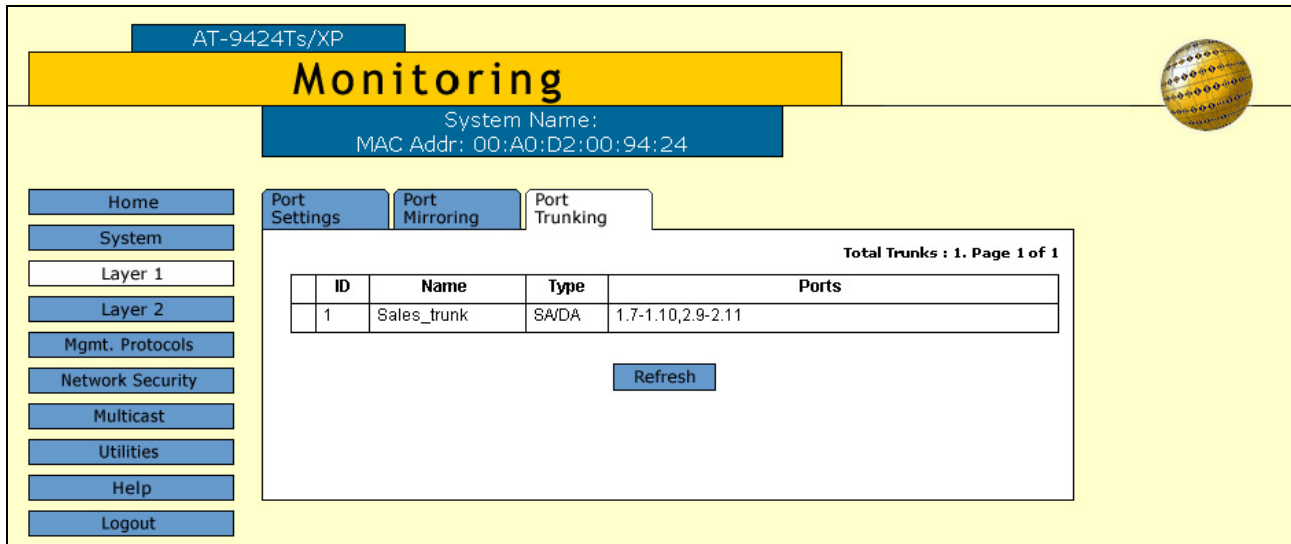 AT-9424Ts/XP
Monitoring
System Name:
MAC Addr: 00:A0:D2:00:94:24
Home
System
Layer 1
Layer 2
Mgmt. Protocols
Network Security
Multicast
Utilities
Help
Logout
Port Settings
Port Mirroring
Port Trunking
Total Trunks : 1. Page 1 of 1
ID Name Type Ports
1 Sales_trunk SA/DA 1.7-1.10,2.9-2.11
Refresh